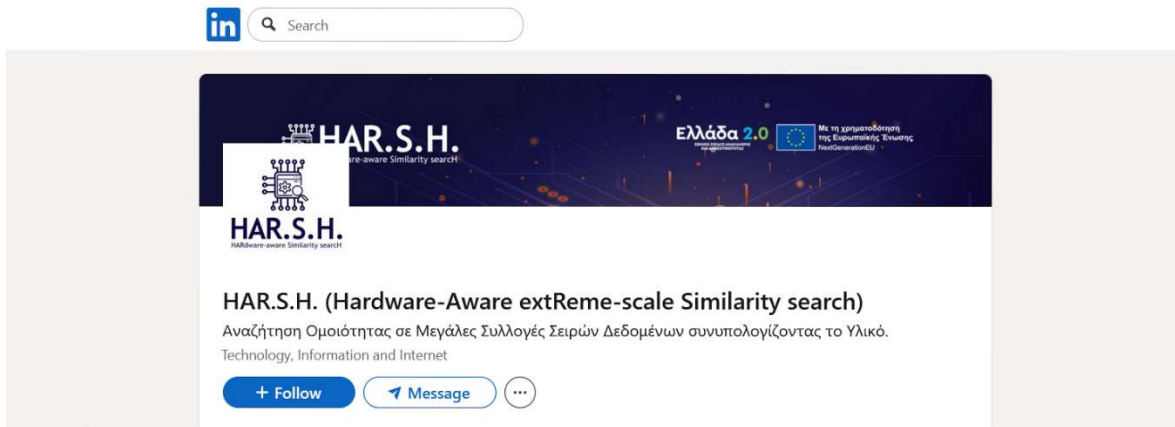 in
Search
HAR.S.H.
are-aware Similarity searcH
Ελλάδα 2.0
Με τη χρηματοδότηση
της Ευρωπαϊκής Ένωσης
NextGenerationEU
HAR.S.H.
HARdware-aware Similarity searcH
HAR.S.H. (Hardware-Aware extReme-scale Similarity search)
Αναζήτηση Ομοιότητας σε Μεγάλες Συλλογές Σειρών Δεδομένων συνυπολογίζοντας το Υλικό.
Technology, Information and Internet
+ Follow
Message